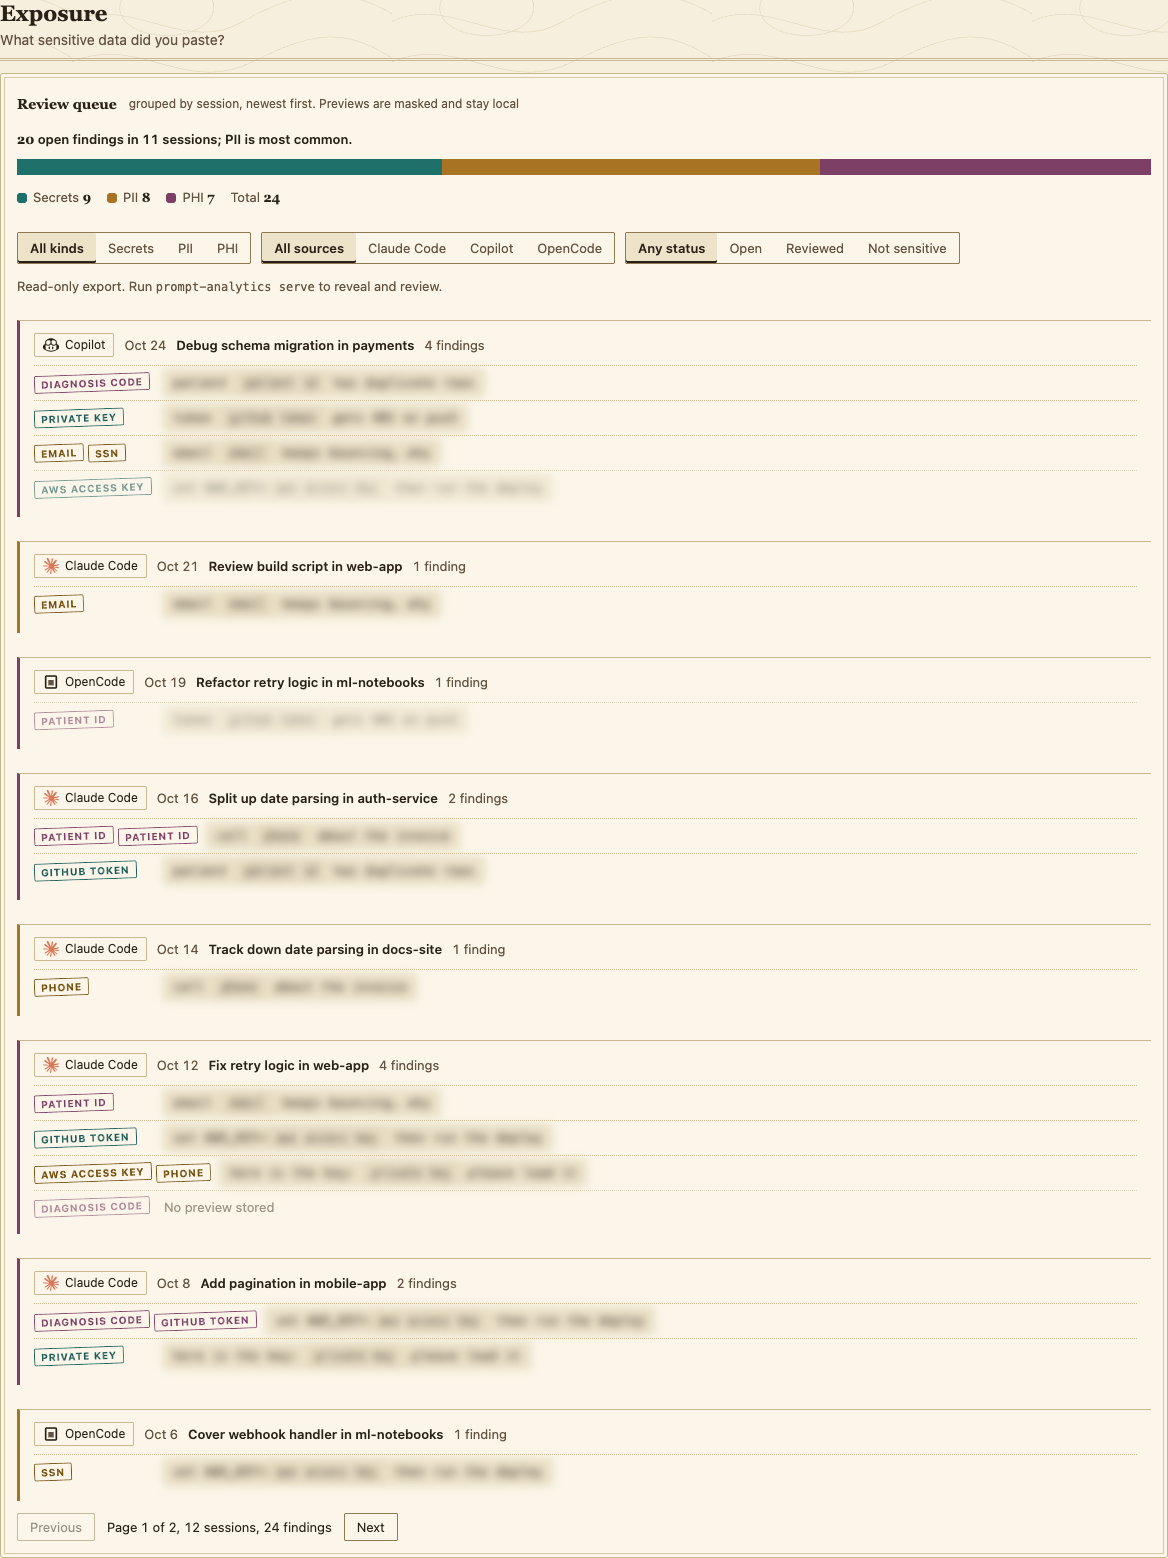 Exposure
What sensitive data did you paste?
Review queue grouped by session, newest first. Previews are masked and stay local
20 open findings in 11 sessions; PII is most common.
Secrets 9 PII 8 PHI 7 Total 24
All kinds Secrets PII PHI All sources Claude Code Copilot OpenCode Any status Open Reviewed Not sensitive
Read-only export. Run prompt-analytics serve to reveal and review.
Copilot Oct 24 Debug schema migration in payments 4 findings
DIAGNOSIS CODE
PRIVATE KEY
EMAIL SSN
AWS ACCESS KEY
Claude Code Oct 21 Review build script in web-app 1 finding
EMAIL
OpenCode Oct 19 Refactor retry logic in ml-notebooks 1 finding
PATIENT ID
Claude Code Oct 16 Split up date parsing in auth-service 2 findings
PATIENT ID PATIENT ID
GITHUB TOKEN
Claude Code Oct 14 Track down date parsing in docs-site 1 finding
PHONE
Claude Code Oct 12 Fix retry logic in web-app 4 findings
PATIENT ID
GITHUB TOKEN
AWS ACCESS KEY PHONE
DIAGNOSIS CODE No preview stored
Claude Code Oct 8 Add pagination in mobile-app 2 findings
DIAGNOSIS CODE GITHUB TOKEN
PRIVATE KEY
OpenCode Oct 6 Cover webhook handler in ml-notebooks 1 finding
SSN
Previous Page 1 of 2, 12 sessions, 24 findings Next